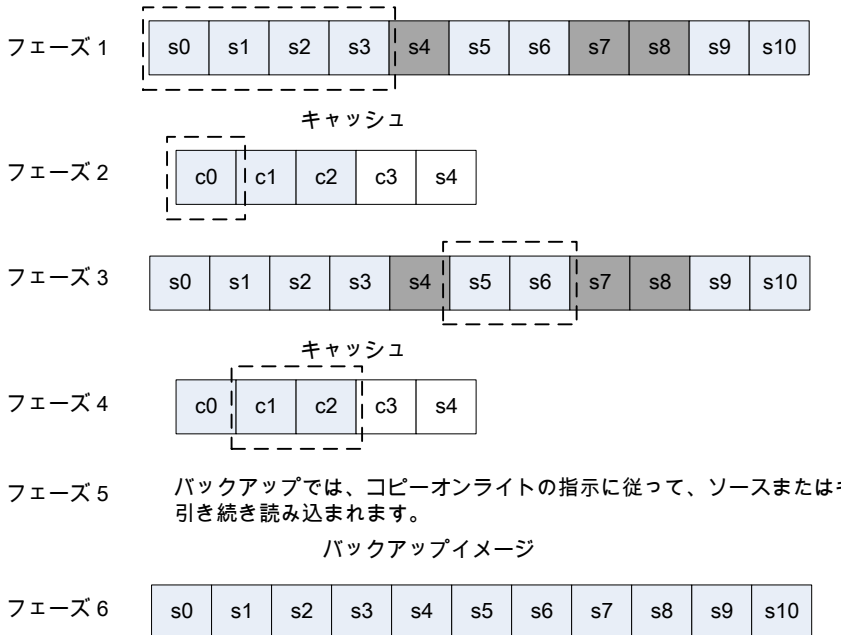 フェーズ 1 s0 s1 s2 s3 s4 s5 s6 s7 s8 s9 s10
キャッシュ
フェーズ 2 c0 c1 c2 c3 s4
フェーズ 3 s0 s1 s2 s3 s4 s5 s6 s7 s8 s9 s10
キャッシュ
フェーズ 4 c0 c1 c2 c3 s4
フェーズ 5 バックアップでは、コピーオンライトの指示に従って、ソースまたは
引き続き読み込まれます。
バックアップイメージ
フェーズ 6 s0 s1 s2 s3 s4 s5 s6 s7 s8 s9 s10